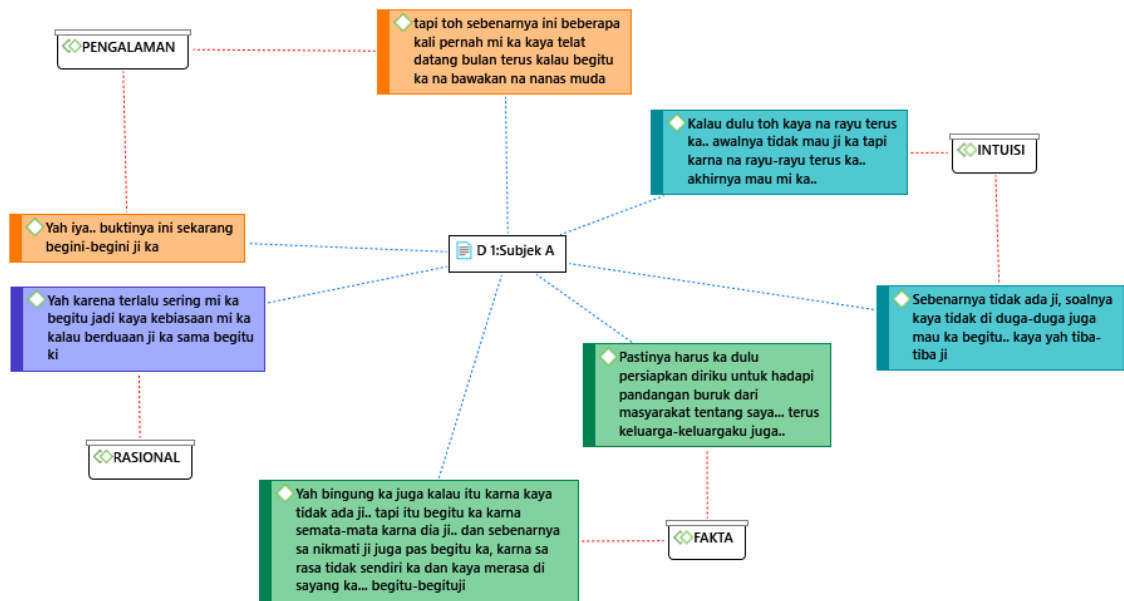 PENGALAMAN
tapi toh sebenarnya ini beberapa
kali pernah mi ka kaya telat
datang bulan terus kalau begitu
ka na bawakan na nanas muda
Kalau dulu toh kaya na rayu terus
ka.. awalnya tidak mau ji ka tapi
karna na rayu-rayu terus ka..
akhirnya mau mi ka..
INTUISI
Yah iya.. buktinya ini sekarang
begini-begini ji ka
D 1:Subjek A
Yah karena terlalu sering mi ka
begitu jadi kaya kebiasaan mi ka
kalau berduaan ji ka sama begitu
ki
Sebenarnya tidak ada ji, soalnya
kaya tidak di duga-duga juga
mau ka begitu.. kaya yah tiba-
tiba ji
Pastinya harus ka dulu
persiapkan diriku untuk hadapi
pandangan buruk dari
masyarakat tentang saya... terus
keluarga-keluargaku juga..
RASIONAL
Yah bingung ka juga kalau itu karna kaya
tidak ada ji.. tapi itu begitu ka karna
semata-mata karna dia ji.. dan sebenarnya
sa nikmati ji juga pas begitu ka, karna sa
rasa tidak sendiri ka dan kaya merasa di
sayang ka... begitu-begituji
FAKTA